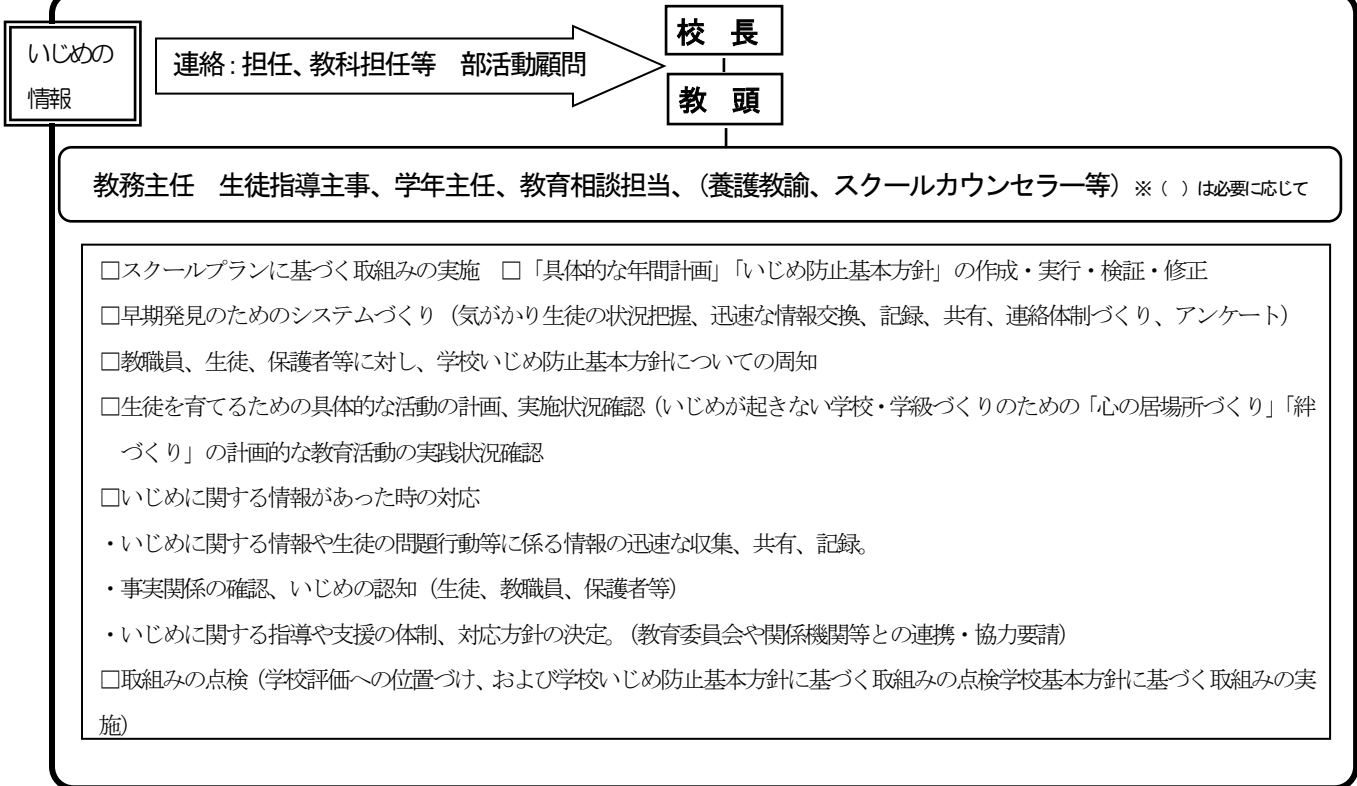 いじめの
情報
連絡：担任、教科担任等　部活動顧問
校　長
教　頭
教務主任　生徒指導主事、学年主任、教育相談担当、（養護教諭、スクールカウンセラー等）※（　）は必要に応じて
□スクールプランに基づく取組みの実施　□「具体的な年間計画」「いじめ防止基本方針」の作成・実行・検証・修正
□早期発見のためのシステムづくり（気がかり生徒の状況把握、迅速な情報交換、記録、共有、連絡体制づくり、アンケート）
□教職員、生徒、保護者等に対し、学校いじめ防止基本方針についての周知
□生徒を育てるための具体的な活動の計画、実施状況確認（いじめが起きない学校・学級づくりのための「心の居場所づくり」「絆
づくり」の計画的な教育活動の実践状況確認
□いじめに関する情報があった時の対応
・いじめに関する情報や生徒の問題行動等に係る情報の迅速な収集、共有、記録。
・事実関係の確認、いじめの認知（生徒、教職員、保護者等）
・いじめに関する指導や支援の体制、対応方針の決定。（教育委員会や関係機関等との連携・協力要請）
□取組みの点検（学校評価への位置づけ、および学校いじめ防止基本方針に基づく取組みの点検学校基本方針に基づく取組みの実
施）